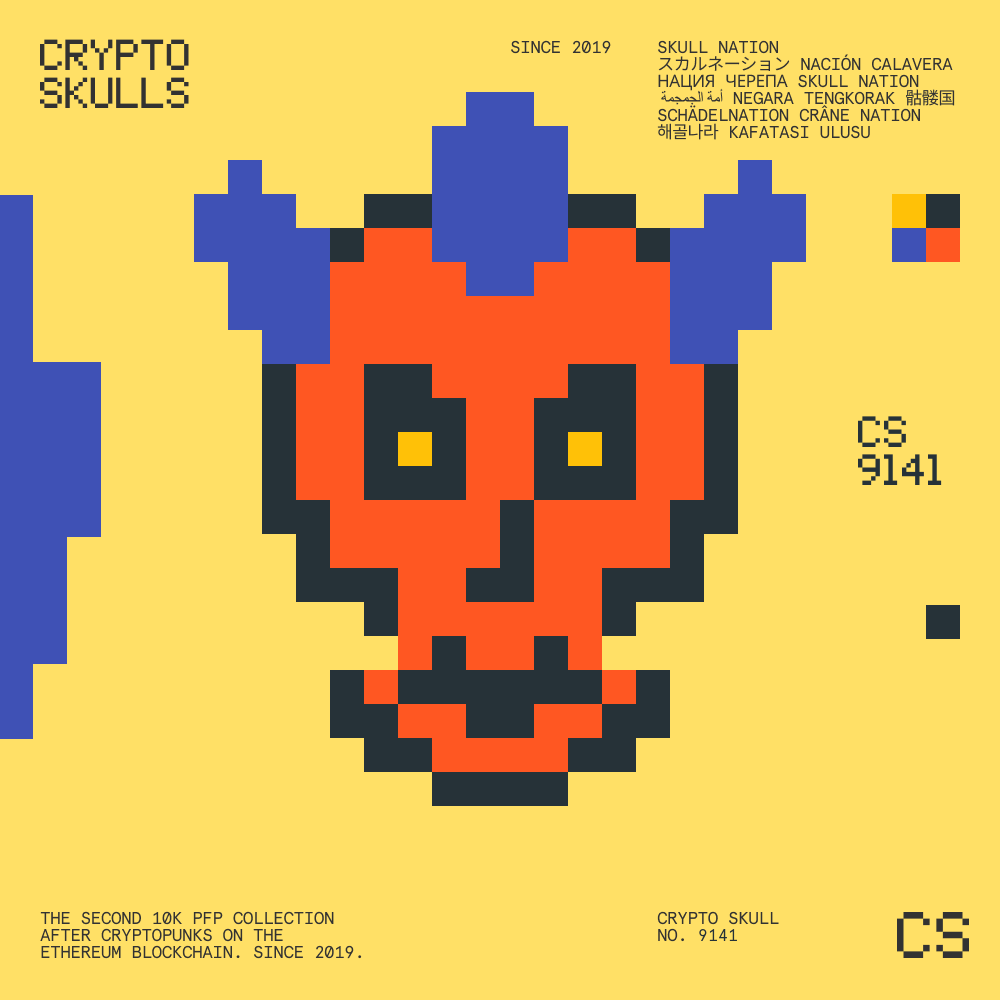 CRYPTO
SKULLS
SINCE 2019
SKULL NATION
スカルネーション NACIÓN CALAVERA
НАЦИЯ ЧЕРЕПА SKULL NATION
أمة الجمجمة NEGARA TENGKORAK 骷髅国
SCHÄDELNATION CRÂNE NATION
해골나라 KAFATASI ULUSU
CS
9141
THE SECOND 10K PFP COLLECTION
AFTER CRYPTOPUNKS ON THE
ETHEREUM BLOCKCHAIN. SINCE 2019.
CRYPTO SKULL
NO. 9141
CS